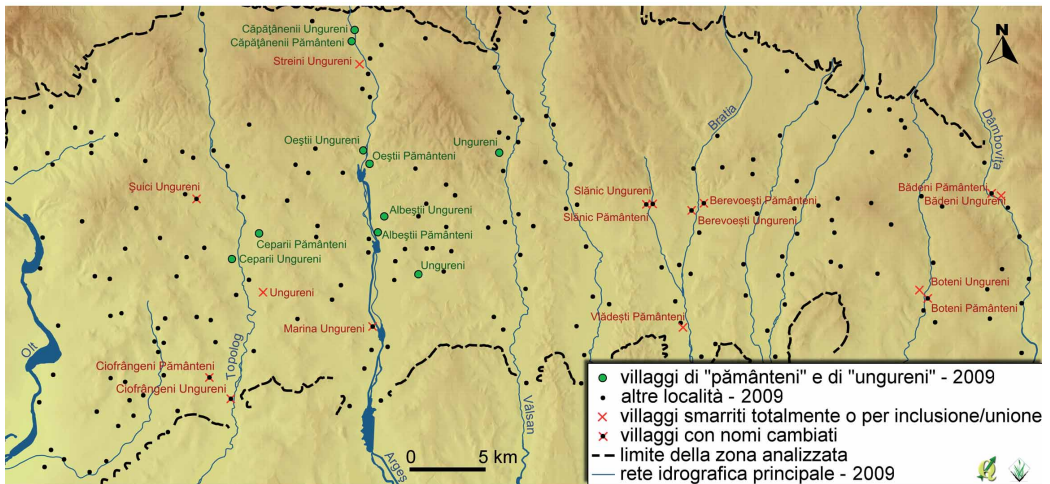 Căpăţânenii Ungureni
Căpăţânenii Pământeni
Streini Ungureni
N
Bratia
Dâmboviţa
Oeştii Ungureni
Oeştii Pământeni
Ungureni
Şuici Ungureni
Slănic Ungureni
Slănic Pământeni
Berevoeşti Pământeni
Berevoeşti Ungureni
Bădeni Pământeni
Bădeni Ungureni
Albeştii Ungureni
Albeştii Pământeni
Ceparii Pământeni
Ceparii Ungureni
Ungureni
Ungureni
Boteni Ungureni
Boteni Pământeni
Marina Ungureni
Vlădeşti Pământeni
Olt
Topolog
Ciofrângeni Pământeni
Ciofrângeni Ungureni
Vâlsan
Argeş
0 5 km
villaggi di "pământeni" e di "ungureni" - 2009
altre località - 2009
villaggi smarriti totalmente o per inclusione/unione
villaggi con nomi cambiati
limite della zona analizzata
rete idrografica principale - 2009